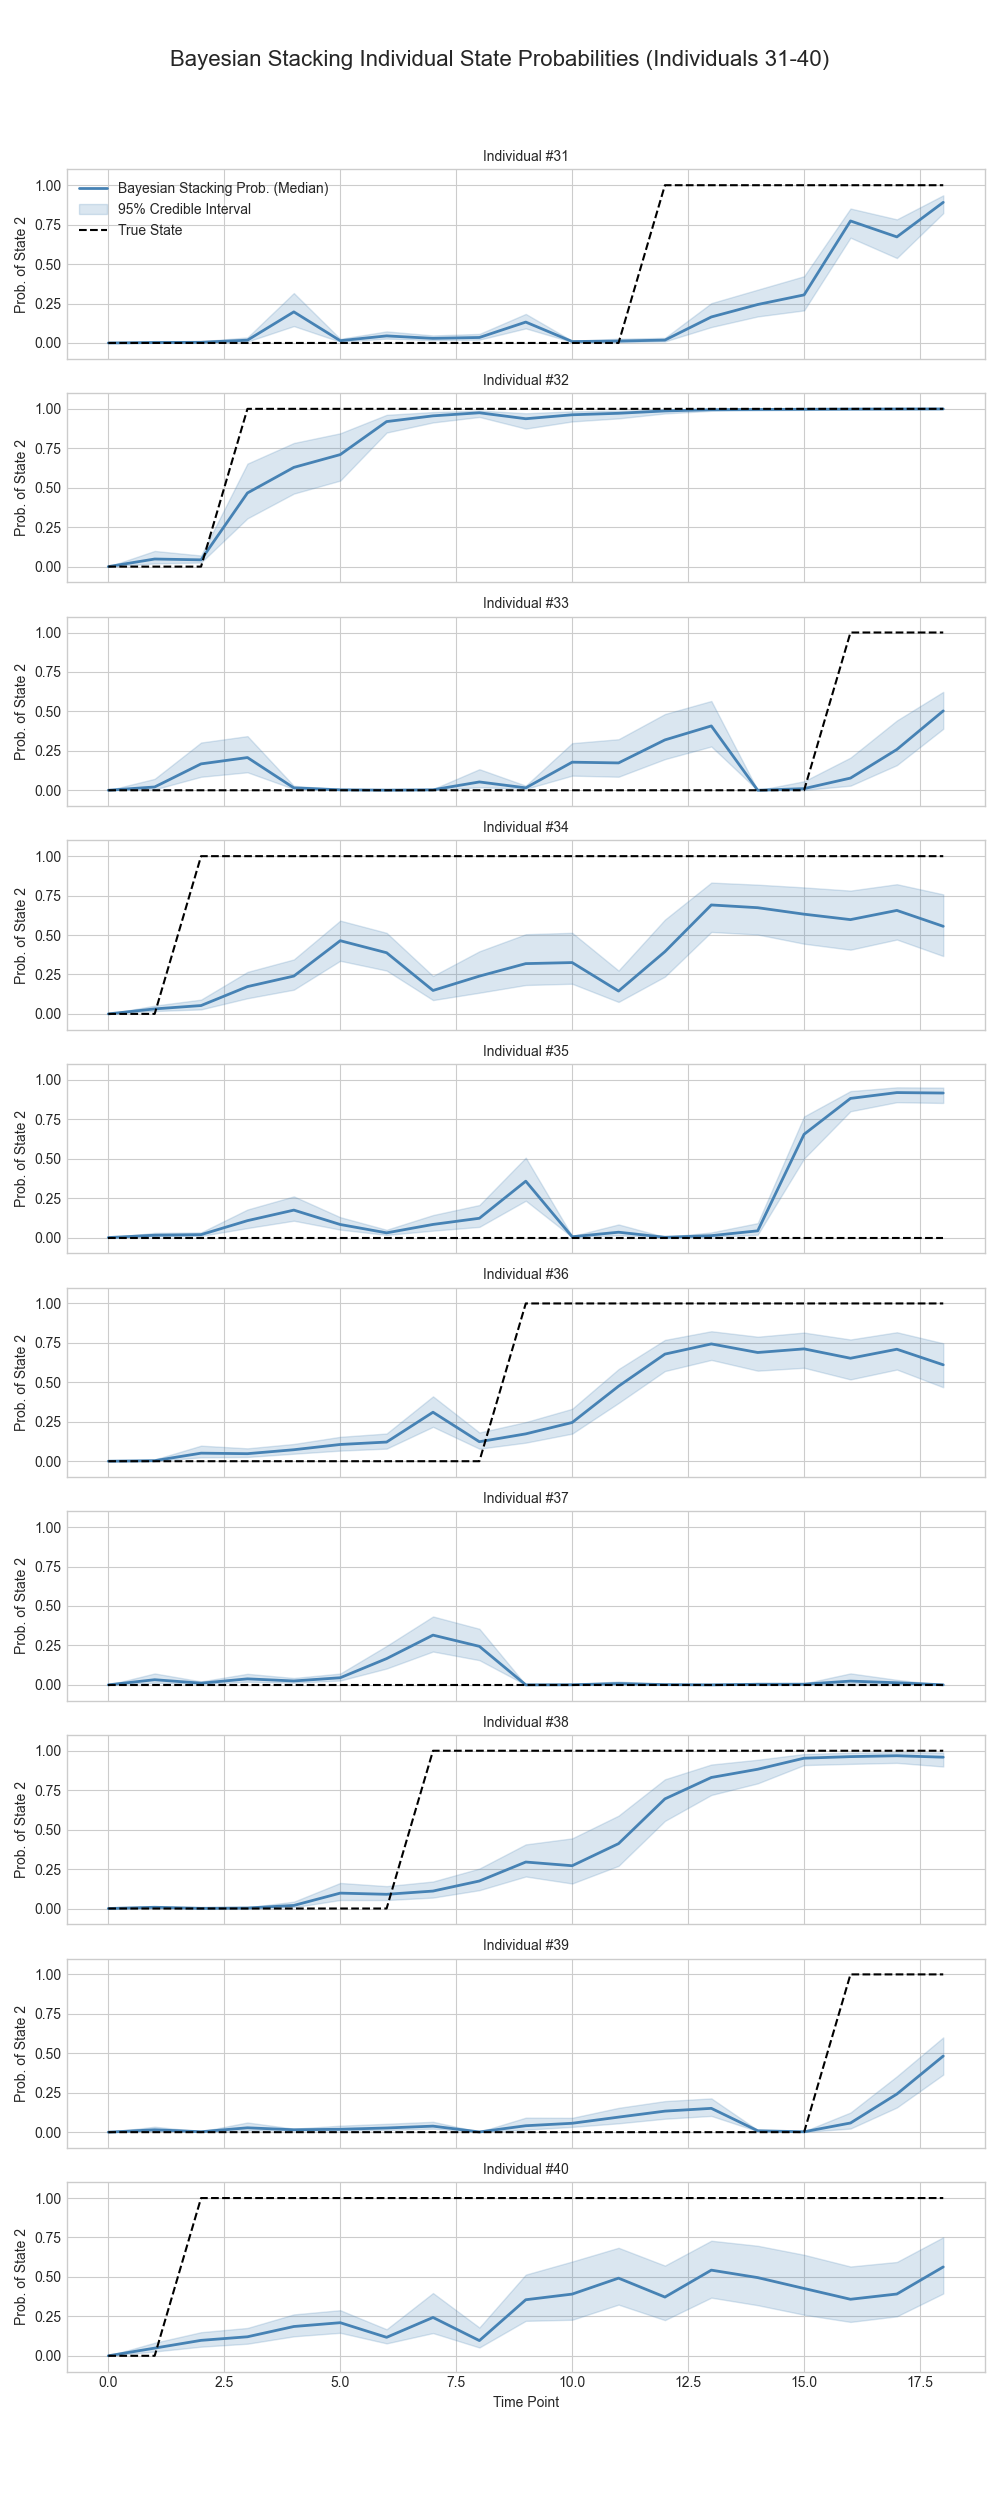 Bayesian Stacking Individual State Probabilities (Individuals 31-40)
Individual #31
Prob. of State 2
1.00
0.75
0.50
0.25
0.00
Bayesian Stacking Prob. (Median)
95% Credible Interval
True State
Individual #32
Prob. of State 2
1.00
0.75
0.50
0.25
0.00
Individual #33
Prob. of State 2
1.00
0.75
0.50
0.25
0.00
Individual #34
Prob. of State 2
1.00
0.75
0.50
0.25
0.00
Individual #35
Prob. of State 2
1.00
0.75
0.50
0.25
0.00
Individual #36
Prob. of State 2
1.00
0.75
0.50
0.25
0.00
Individual #37
Prob. of State 2
1.00
0.75
0.50
0.25
0.00
Individual #38
Prob. of State 2
1.00
0.75
0.50
0.25
0.00
Individual #39
Prob. of State 2
1.00
0.75
0.50
0.25
0.00
Individual #40
Prob. of State 2
1.00
0.75
0.50
0.25
0.00
0.0 2.5 5.0 7.5 10.0 12.5 15.0 17.5
Time Point